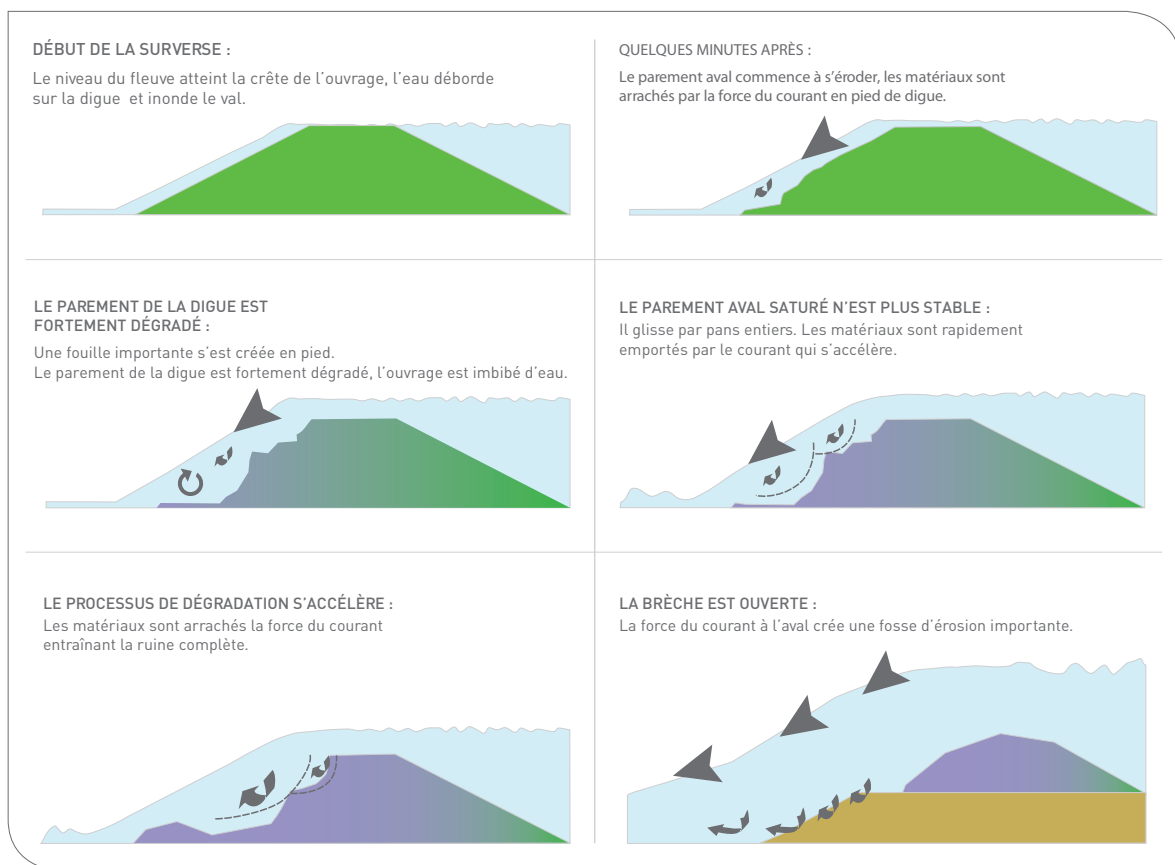 DÉBUT DE LA SURVERSE :
Le niveau du fleuve atteint la crête de l'ouvrage, l'eau déborde
sur la digue et inonde le val.
QUELQUES MINUTES APRÈS :
Le parement aval commence à s'éroder, les matériaux sont
arrachés par la force du courant en pied de digue.
LE PAREMENT DE LA DIGUE EST
FORTEMENT DÉGRADÉ :
Une fouille importante s'est créée en pied.
Le parement de la digue est fortement dégradé, l'ouvrage est imbibé d'eau.
LE PAREMENT AVAL SATURÉ N'EST PLUS STABLE :
Il glisse par pans entiers. Les matériaux sont rapidement
emportés par le courant qui s'accélère.
LE PROCESSUS DE DÉGRADATION S'ACCÉLÈRE :
Les matériaux sont arrachés la force du courant
entraînant la ruine complète.
LA BRÈCHE EST OUVERTE :
La force du courant à l'aval crée une fosse d'érosion importante.